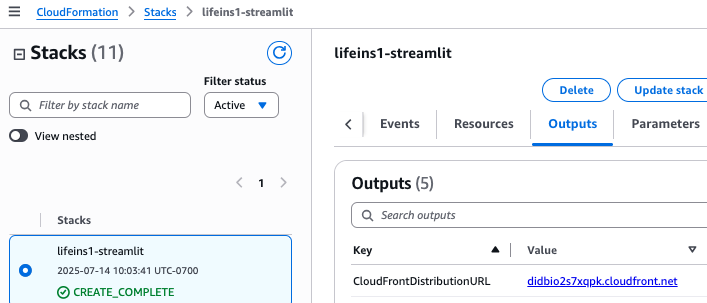 CloudFormation > Stacks > lifeins1-streamlit
Stacks (11)
Filter status
Filter by stack name
Active
View nested
1
Stacks
lifeins1-streamlit
2025-07-14 10:03:41 UTC-0700
CREATE_COMPLETE
lifeins1-streamlit
Delete
Update stack
Events
Resources
Outputs
Parameters
Outputs (5)
Search outputs
Key
Value
CloudFrontDistributionURL
didbio2s7xqpk.cloudfront.net